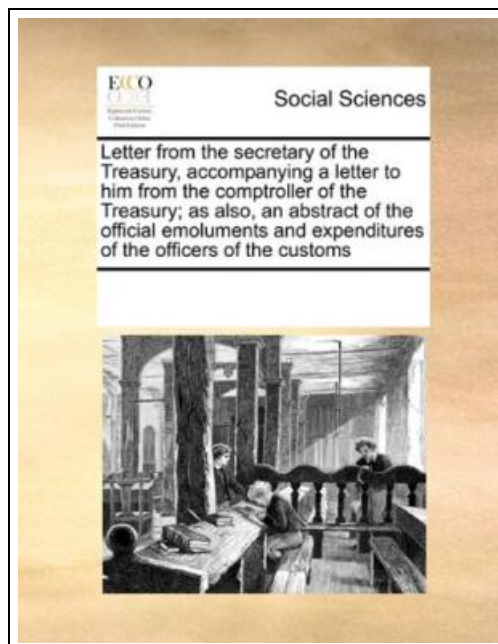 ECCO
Social Sciences
Letter from the secretary of the
Treasury, accompanying a letter to
him from the comptroller of the
Treasury; as also, an abstract of the
official emoluments and expenditures
of the officers of the customs